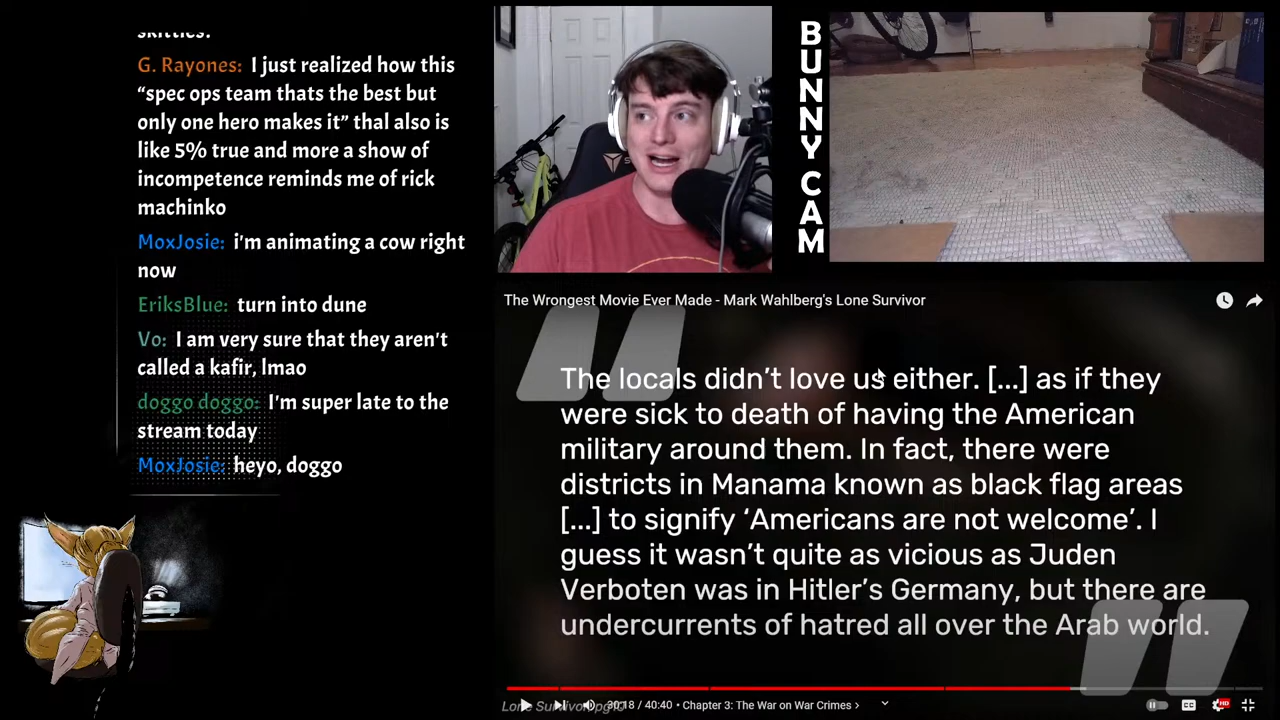 skittles.
G. Rayones: I just realized how this
“spec ops team thats the best but
only one hero makes it” thal also is
like 5% true and more a show of
incompetence reminds me of rick
machinko
MoxJosie: i'm animating a cow right
now
EriksBlue: turn into dune
Vo: I am very sure that they aren't
called a kafir, lmao
doggo doggo: I'm super late to the
stream today
MoxJosie: heyo, doggo
BUNNY CAM
The Wrongest Movie Ever Made - Mark Wahlberg's Lone Survivor
The locals didn’t love us either. [...] as if they
were sick to death of having the American
military around them. In fact, there were
districts in Manama known as black flag areas
[...] to signify ‘Americans are not welcome’. I
guess it wasn’t quite as vicious as Juden
Verboten was in Hitler’s Germany, but there are
undercurrents of hatred all over the Arab world.
30:18 / 40:40 • Chapter 3: The War on War Crimes ›
CC
HD